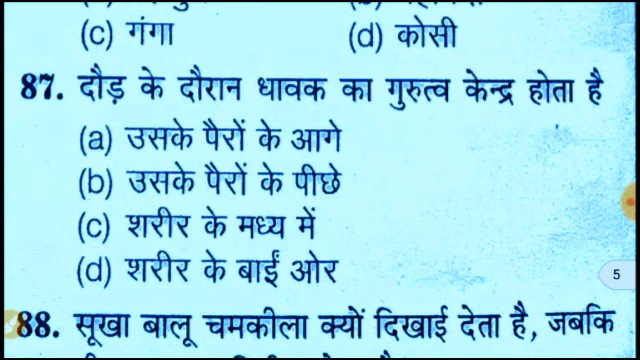 (c) गंगा (d) कोसी
87. दौड़ के दौरान धावक का गुरुत्व केन्द्र होता है
(a) उसके पैरों के आगे
(b) उसके पैरों के पीछे
(c) शरीर के मध्य में
(d) शरीर के बाईं ओर
5
88. सूखा बालू चमकीला क्यों दिखाई देता है, जबकि